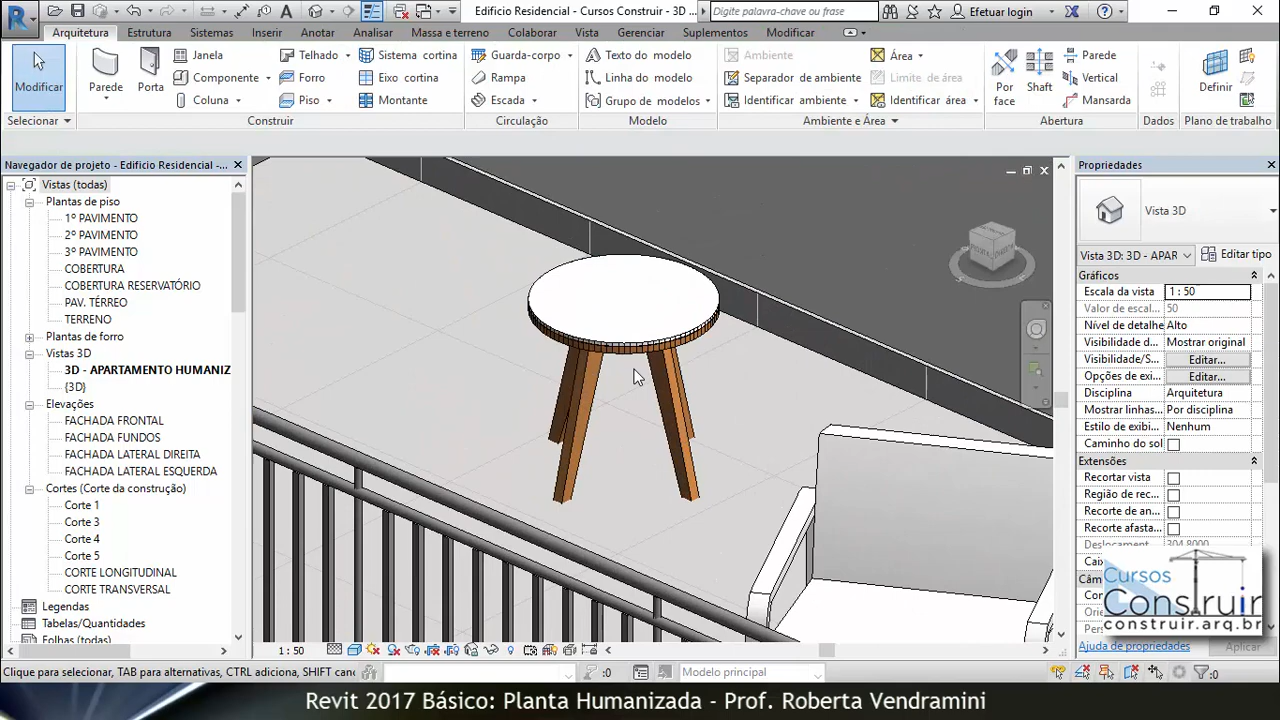 Edificio Residencial - Cursos Construir - 3D ...
Digite palavra-chave ou frase
Efetuar login
Arquitetura Estrutura Sistemas Inserir Anotar Analisar Massa e terreno Colaborar Vista Gerenciar Suplementos Modificar
Modificar
Selecionar
Parede
Porta
Janela
Componente
Coluna
Telhado
Forro
Piso
Sistema cortina
Eixo cortina
Montante
Construir
Guarda-corpo
Rampa
Escada
Circulação
Texto do modelo
Linha do modelo
Grupo de modelos
Modelo
Ambiente
Separador de ambiente
Identificar ambiente
Área
Limite de área
Identificar área
Ambiente e Área
Por face
Shaft
Parede
Vertical
Mansarda
Abertura
Dados
Definir
Plano de trabalho
Navegador de projeto - Edificio Residencial -...
Vistas (todas)
Plantas de piso
1º PAVIMENTO
2º PAVIMENTO
3º PAVIMENTO
COBERTURA
COBERTURA RESERVATÓRIO
PAV. TÉRREO
TERRENO
Plantas de forro
Vistas 3D
3D - APARTAMENTO HUMANIZ
{3D}
Elevações
FACHADA FRONTAL
FACHADA FUNDOS
FACHADA LATERAL DIREITA
FACHADA LATERAL ESQUERDA
Cortes (Corte da construção)
Corte 1
Corte 3
Corte 4
Corte 5
CORTE LONGITUDINAL
CORTE TRANSVERSAL
Legendas
Tabelas/Quantidades
Folhas (todas)
Propriedades
Vista 3D
Vista 3D: 3D - APAR
Editar tipo
Gráficos
Escala da vista 1 : 50
Valor de escal... 50
Nível de detalhe Alto
Visibilidade d... Mostrar original
Visibilidade/S... Editar...
Opções de exi... Editar...
Disciplina Arquitetura
Mostrar linhas... Por disciplina
Estilo de exibi... Nenhum
Caminho do sol
Extensões
Recortar vista
Região de rec...
Recorte de an...
Recorte afasta...
Deslocament... 304.8000
Cursos
Construir
construir.arq.br
Ajuda de propriedades
Aplicar
1 : 50
Clique para selecionar, TAB para alternativas, CTRL adiciona, SHIFT canc
:0
Modelo principal
:0
Revit 2017 Básico: Planta Humanizada - Prof. Roberta Vendramini